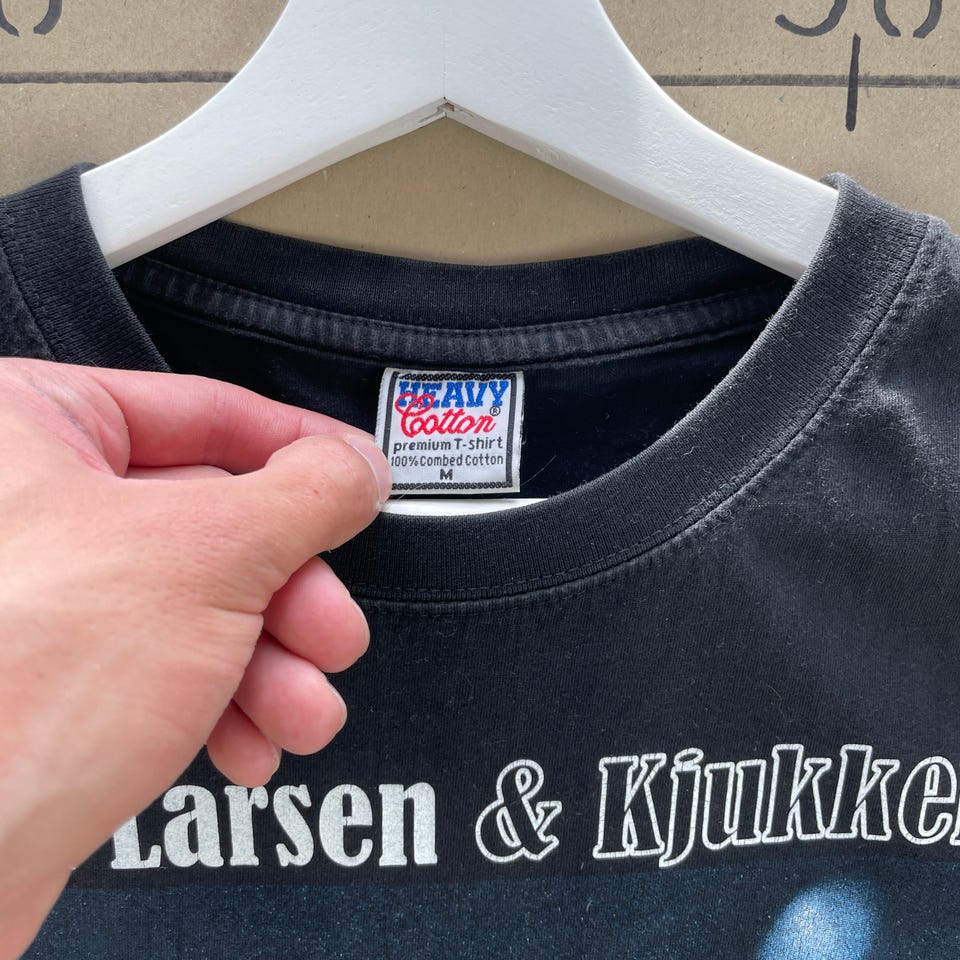 HEAVY
Cotton®
premium T-shirt
100% Combed Cotton
M
Larsen & Kjukke